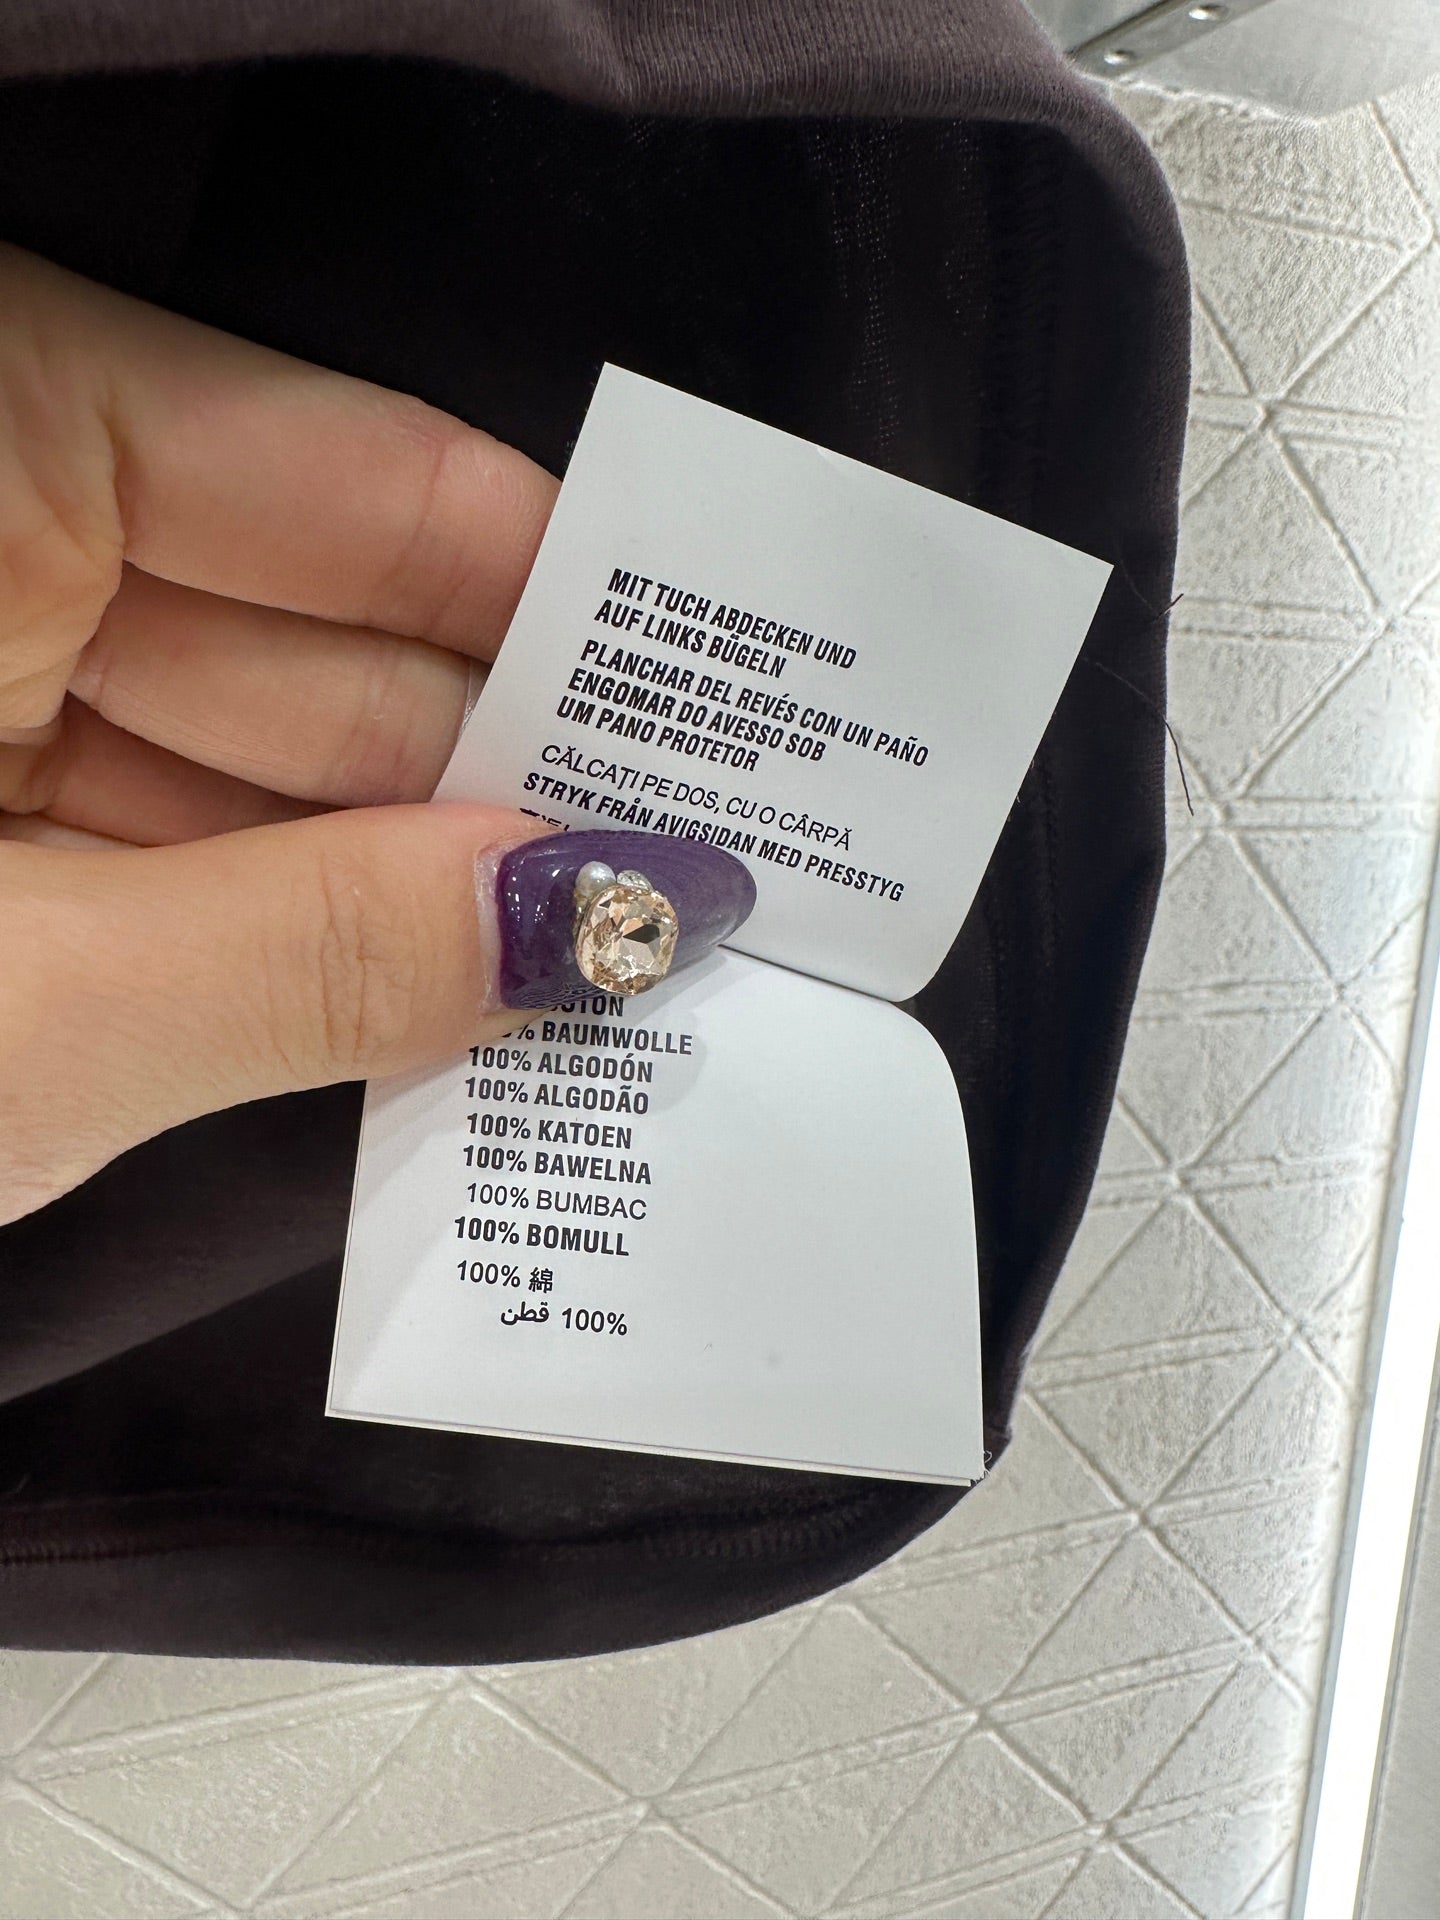 MIT TUCH ABDECKEN UND
AUF LINKS BÜGELN
PLANCHAR DEL REVÉS CON UN PAÑO
ENGOMAR DO AVESSO SOB
UM PANO PROTETOR
CĂLCAȚI PE DOS, CU O CÂRPĂ
STRYK FRÅN AVIGSIDAN MED PRESSTYG
BAUMWOLLE
100% ALGODÓN
100% ALGODÃO
100% KATOEN
100% BAWELNA
100% BUMBAC
100% BOMULL
100% 綿
100% قطن